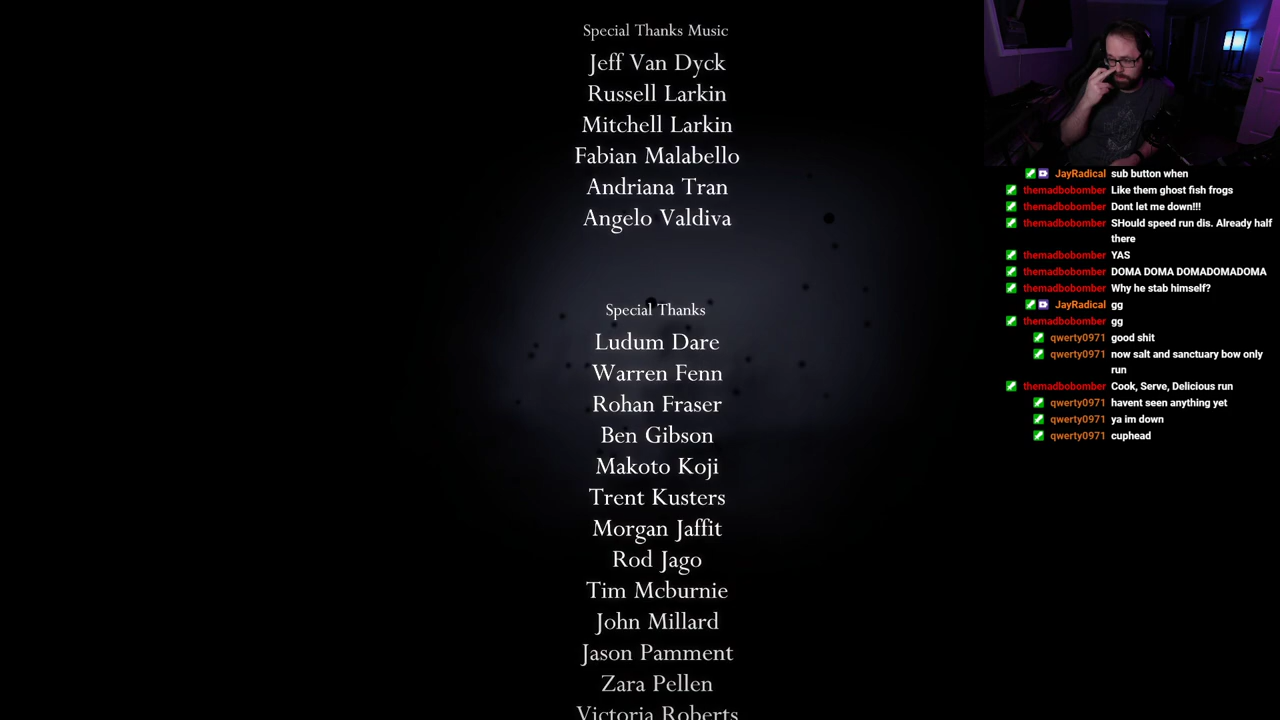 Special Thanks Music
Jeff Van Dyck
Russell Larkin
Mitchell Larkin
Fabian Malabello
Andriana Tran
Angelo Valdiva
Special Thanks
Ludum Dare
Warren Fenn
Rohan Fraser
Ben Gibson
Makoto Koji
Trent Kusters
Morgan Jaffit
Rod Jago
Tim Mcburnie
John Millard
Jason Pamment
Zara Pellen
Victoria Roberts
JayRadical sub button when
themadbobomber Like them ghost fish frogs
themadbobomber Dont let me down!!!
themadbobomber SHould speed run dis. Already half
there
themadbobomber YAS
themadbobomber DOMA DOMA DOMADOMADOMA
themadbobomber Why he stab himself?
JayRadical gg
themadbobomber gg
qwerty0971 good shit
qwerty0971 now salt and sanctuary bow only
run
themadbobomber Cook, Serve, Delicious run
qwerty0971 havent seen anything yet
qwerty0971 ya im down
qwerty0971 cuphead